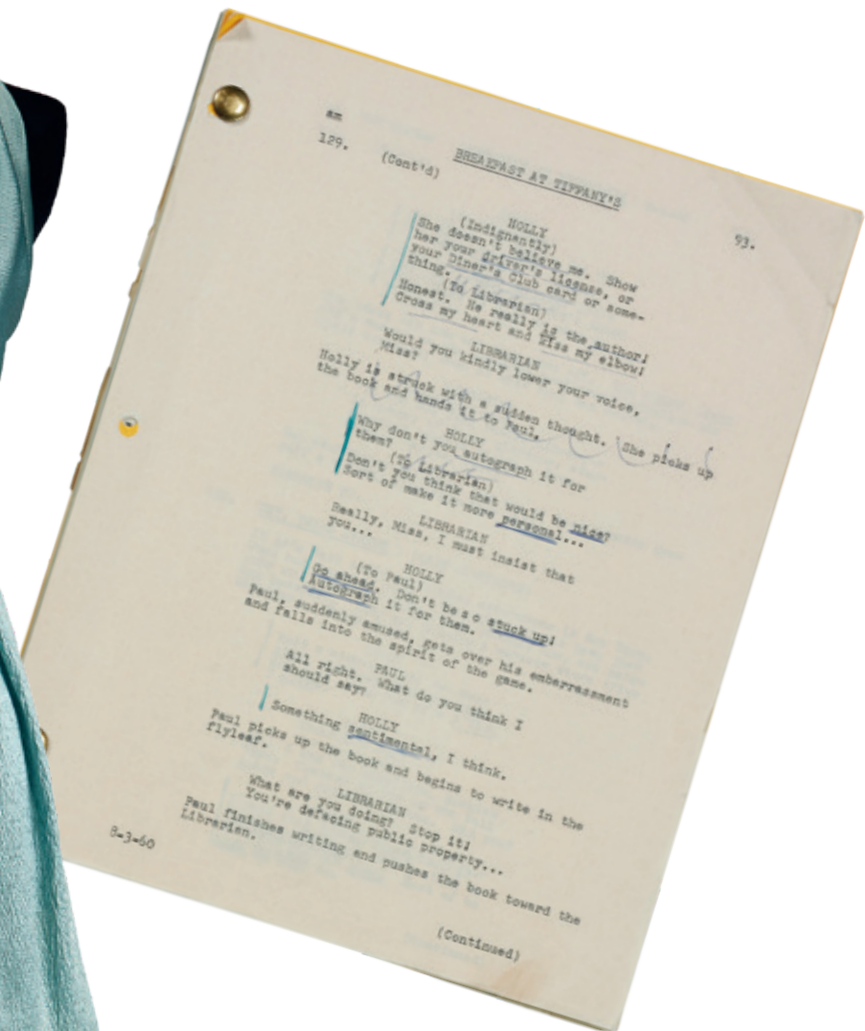 am
129.
(Cont'd)
BREAKFAST AT TIFFANY'S
93.
HOLLY
(Indignantly)
She doesn't believe me. Show
her your driver's license, or
your Diner's Club card or some-
thing.
(To Librarian)
Honest. He really is the author!
Cross my heart and kiss my elbow!
LIBRARIAN
Would you kindly lower your voice,
Miss?
Holly is struck with a sudden thought. She picks up
the book and hands it to Paul.
HOLLY
Why don't you autograph it for
them?
(To Librarian)
Don't you think that would be nice?
Sort of make it more personal...
LIBRARIAN
Really, Miss, I must insist that
you...
HOLLY
(To Paul)
Go ahead. Don't be so stuck up!
Autograph it for them.
Paul, suddenly amused, gets over his embarrassment
and falls into the spirit of the game.
PAUL
All right. What do you think I
should say?
HOLLY
Something sentimental, I think.
Paul picks up the book and begins to write in the
flyleaf.
LIBRARIAN
What are you doing? Stop it!
You're defacing public property...
Paul finishes writing and pushes the book toward the
Librarian.
8-3-60
(Continued)